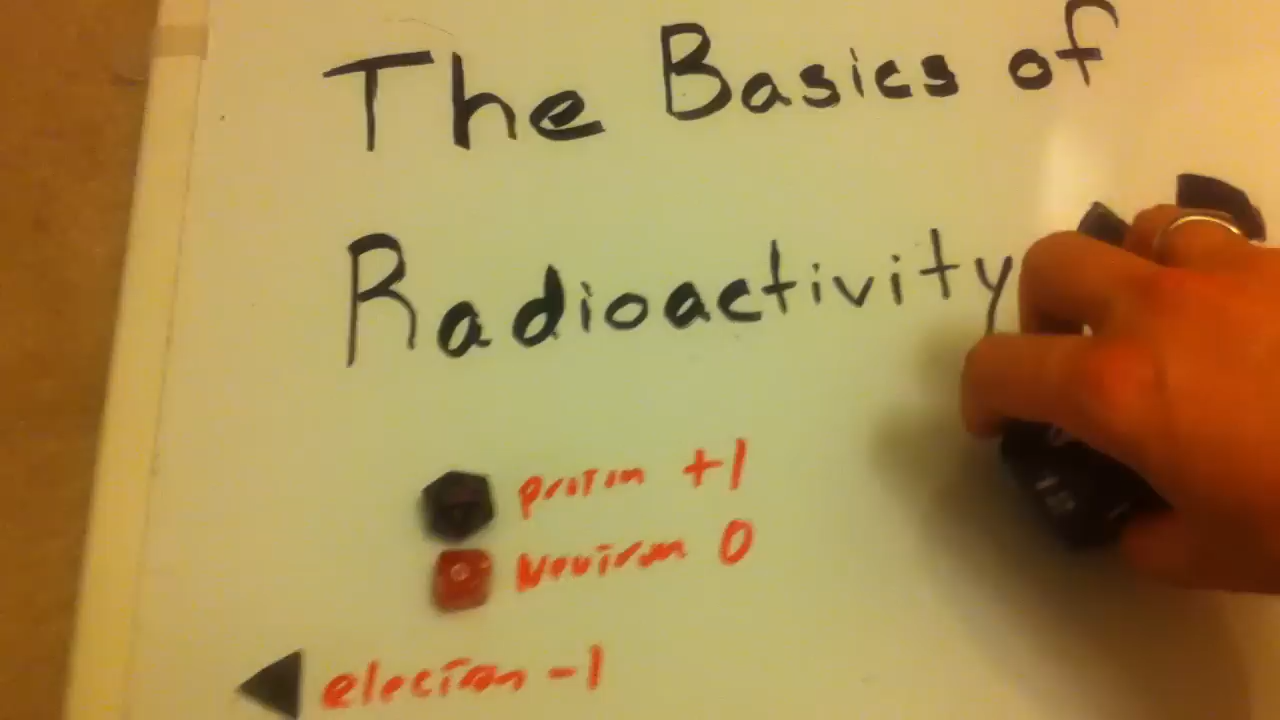 The Basics of
Radioactivity
proton +1
Neutron 0
electron -1